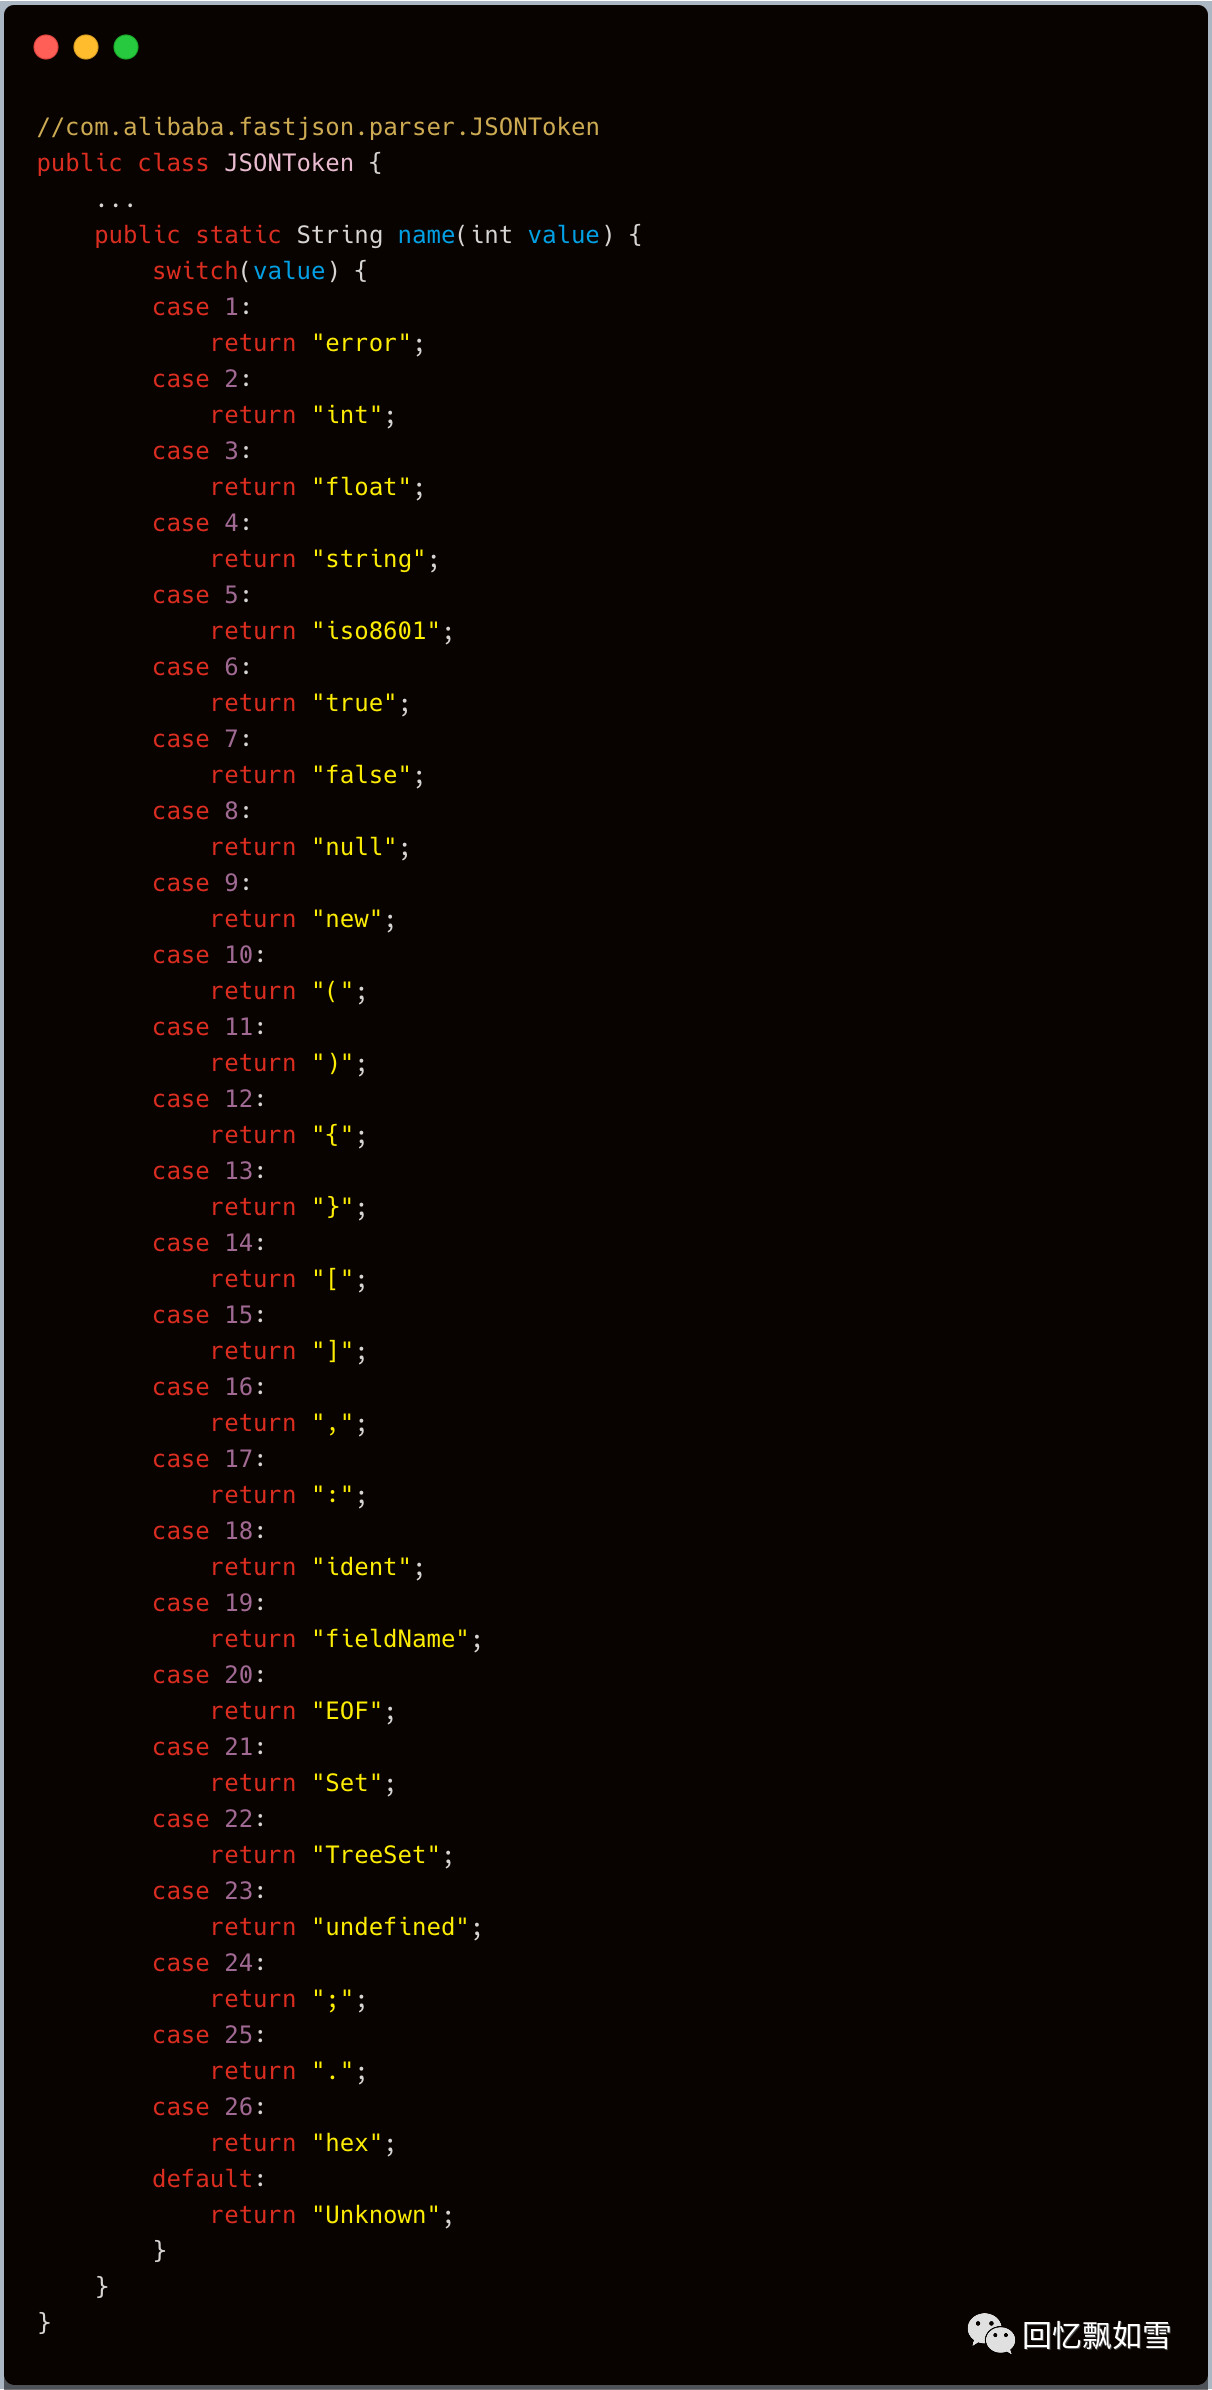 //com.alibaba.fastjson.parser.JSONToken
public class JSONToken {
    ...
    public static String name(int value) {
        switch(value) {
        case 1:
            return "error";
        case 2:
            return "int";
        case 3:
            return "float";
        case 4:
            return "string";
        case 5:
            return "iso8601";
        case 6:
            return "true";
        case 7:
            return "false";
        case 8:
            return "null";
        case 9:
            return "new";
        case 10:
            return "(";
        case 11:
            return ")";
        case 12:
            return "{";
        case 13:
            return "}";
        case 14:
            return "[";
        case 15:
            return "]";
        case 16:
            return ",";
        case 17:
            return ":";
        case 18:
            return "ident";
        case 19:
            return "fieldName";
        case 20:
            return "EOF";
        case 21:
            return "Set";
        case 22:
            return "TreeSet";
        case 23:
            return "undefined";
        case 24:
            return ";";
        case 25:
            return ".";
        case 26:
            return "hex";
        default:
            return "Unknown";
        }
    }
}
回忆飘如雪